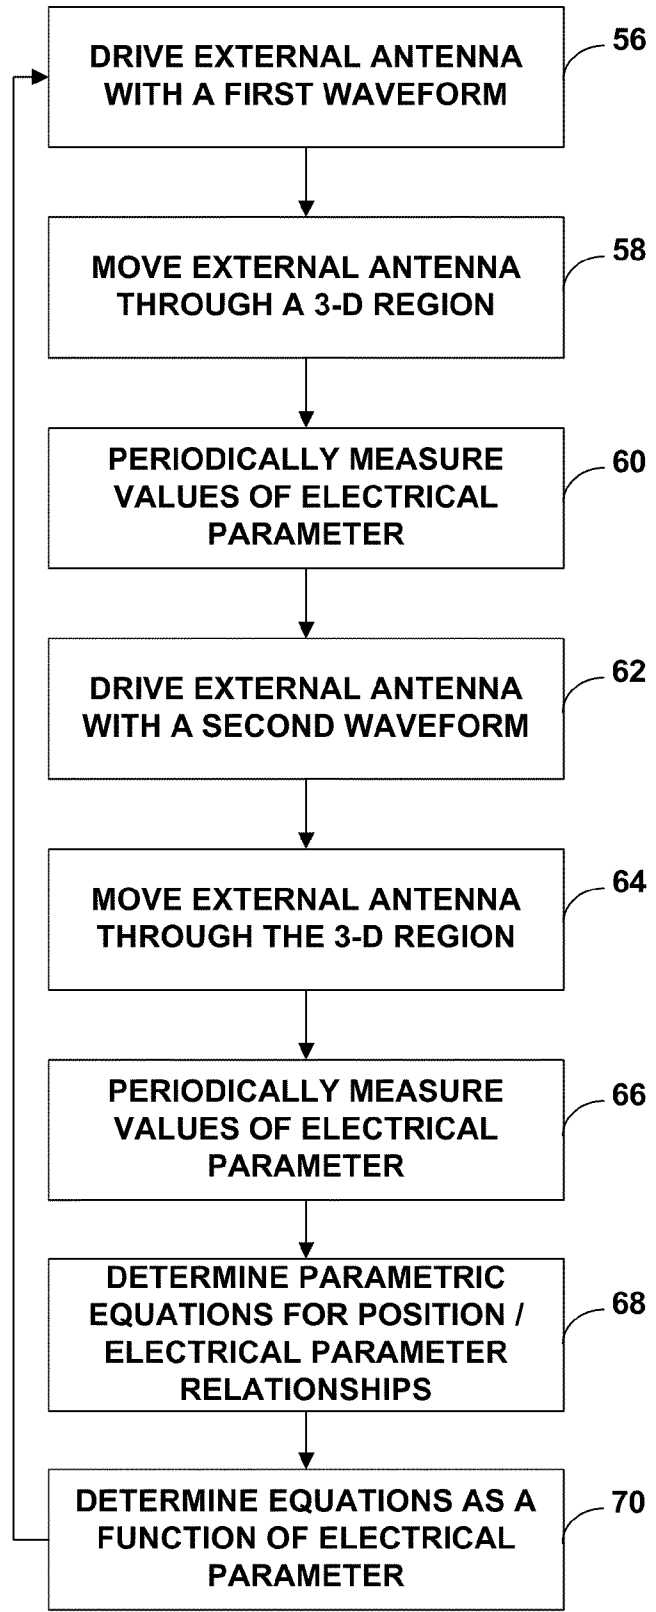 DRIVE EXTERNAL ANTENNA
WITH A FIRST WAVEFORM
56
MOVE EXTERNAL ANTENNA
THROUGH A 3-D REGION
58
PERIODICALLY MEASURE
VALUES OF ELECTRICAL
PARAMETER
60
DRIVE EXTERNAL ANTENNA
WITH A SECOND WAVEFORM
62
MOVE EXTERNAL ANTENNA
THROUGH THE 3-D REGION
64
PERIODICALLY MEASURE
VALUES OF ELECTRICAL
PARAMETER
66
DETERMINE PARAMETRIC
EQUATIONS FOR POSITION /
ELECTRICAL PARAMETER
RELATIONSHIPS
68
DETERMINE EQUATIONS AS A
FUNCTION OF ELECTRICAL
PARAMETER
70